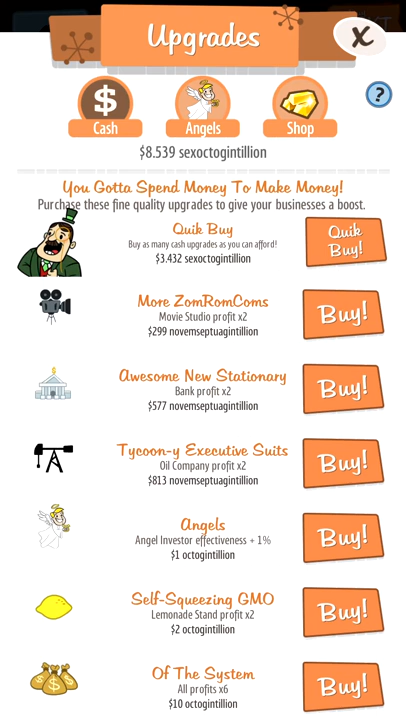 Upgrades
X
$
Cash
Angels
Shop
?
$8.539 sexoctogintillion
You Gotta Spend Money To Make Money!
Purchase these fine quality upgrades to give your businesses a boost.
Quik Buy
Buy as many cash upgrades as you can afford!
$3.432 sexoctogintillion
Quik
Buy!
More ZomRomComs
Movie Studio profit x2
$299 novemseptuagintillion
Buy!
Awesome New Stationary
Bank profit x2
$577 novemseptuagintillion
Buy!
Tycoon-y Executive Suits
Oil Company profit x2
$813 novemseptuagintillion
Buy!
Angels
Angel Investor effectiveness + 1%
$1 octogintillion
Buy!
Self-Squeezing GMO
Lemonade Stand profit x2
$2 octogintillion
Buy!
Of The System
All profits x6
$10 octogintillion
Buy!